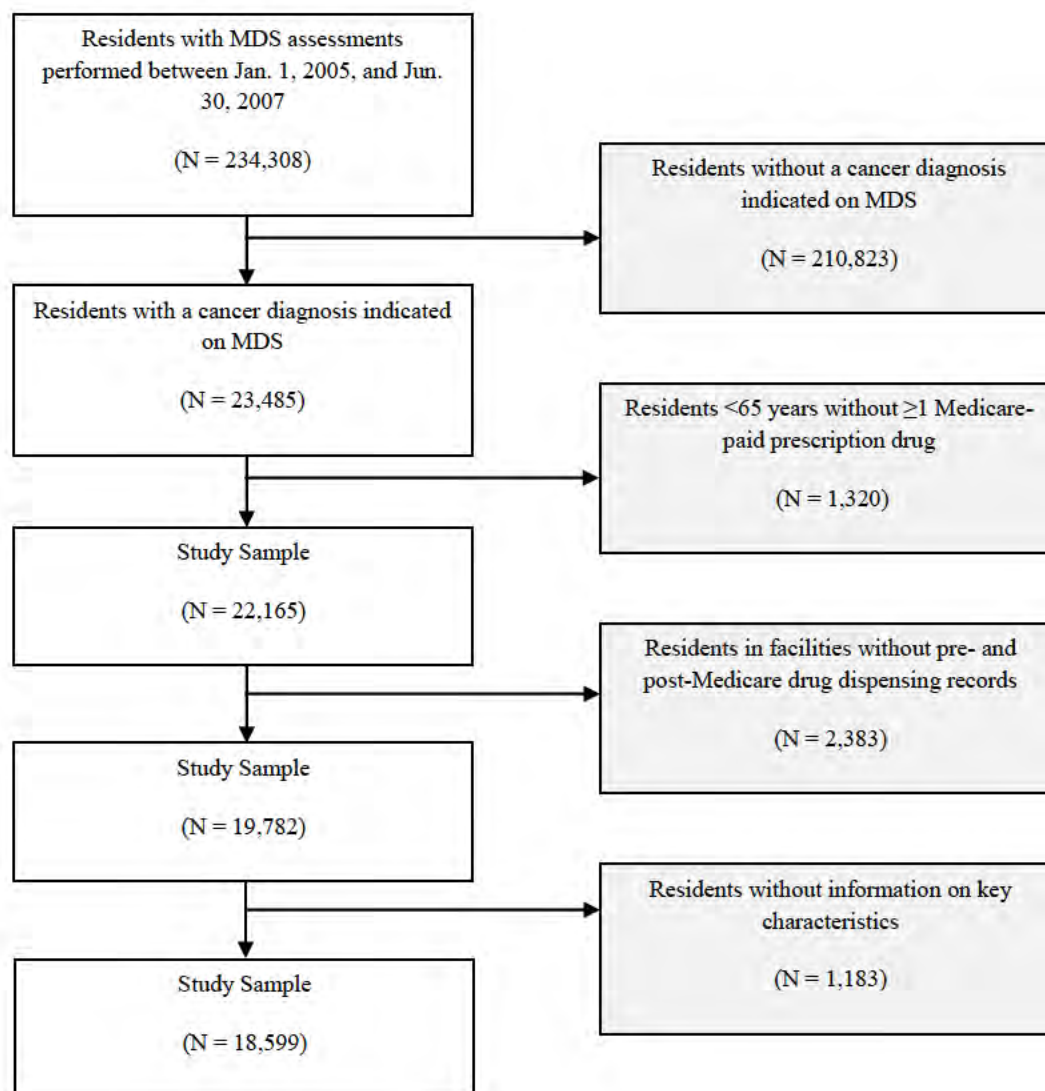 Residents with MDS assessments
performed between Jan. 1, 2005, and Jun.
30, 2007
(N = 234,308)
Residents without a cancer diagnosis
indicated on MDS
(N = 210,823)
Residents with a cancer diagnosis indicated
on MDS
(N = 23,485)
Residents <65 years without ≥1 Medicare-
paid prescription drug
(N = 1,320)
Study Sample
(N = 22,165)
Residents in facilities without pre- and
post-Medicare drug dispensing records
(N = 2,383)
Study Sample
(N = 19,782)
Residents without information on key
characteristics
(N = 1,183)
Study Sample
(N = 18,599)